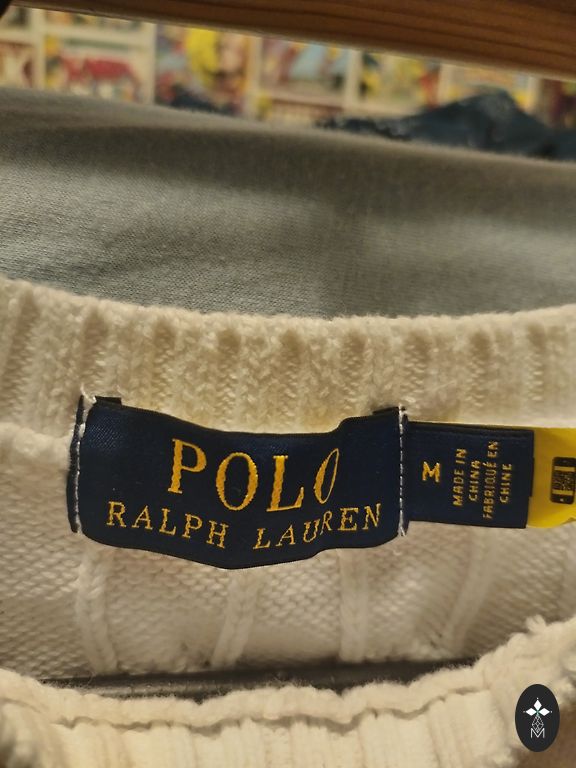 POLO
RALPH LAUREN
M
MADE IN
CHINA
FABRIQUÉ EN
CHINE